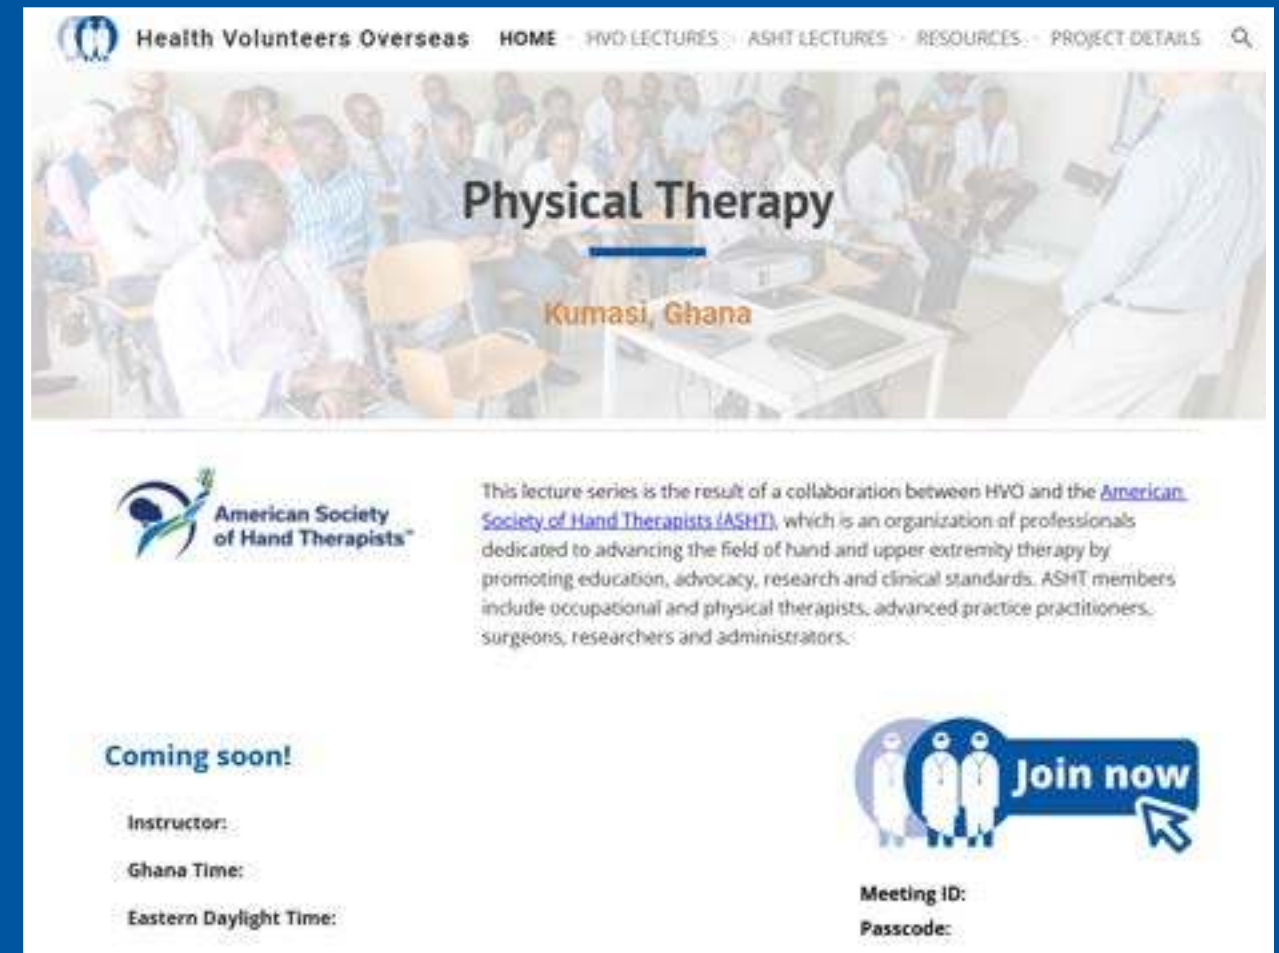 Health Volunteers Overseas HOME HVO LECTURES ASHT LECTURES RESOURCES PROJECT DETAILS
Physical Therapy
Kumasi, Ghana
American Society
of Hand Therapists™
This lecture series is the result of a collaboration between HVO and the American
Society of Hand Therapists (ASHT), which is an organization of professionals
dedicated to advancing the field of hand and upper extremity therapy by
promoting education, advocacy, research and clinical standards. ASHT members
include occupational and physical therapists, advanced practice practitioners,
surgeons, researchers and administrators.
Coming soon!
Instructor:
Ghana Time:
Eastern Daylight Time:
Join now
Meeting ID:
Passcode: